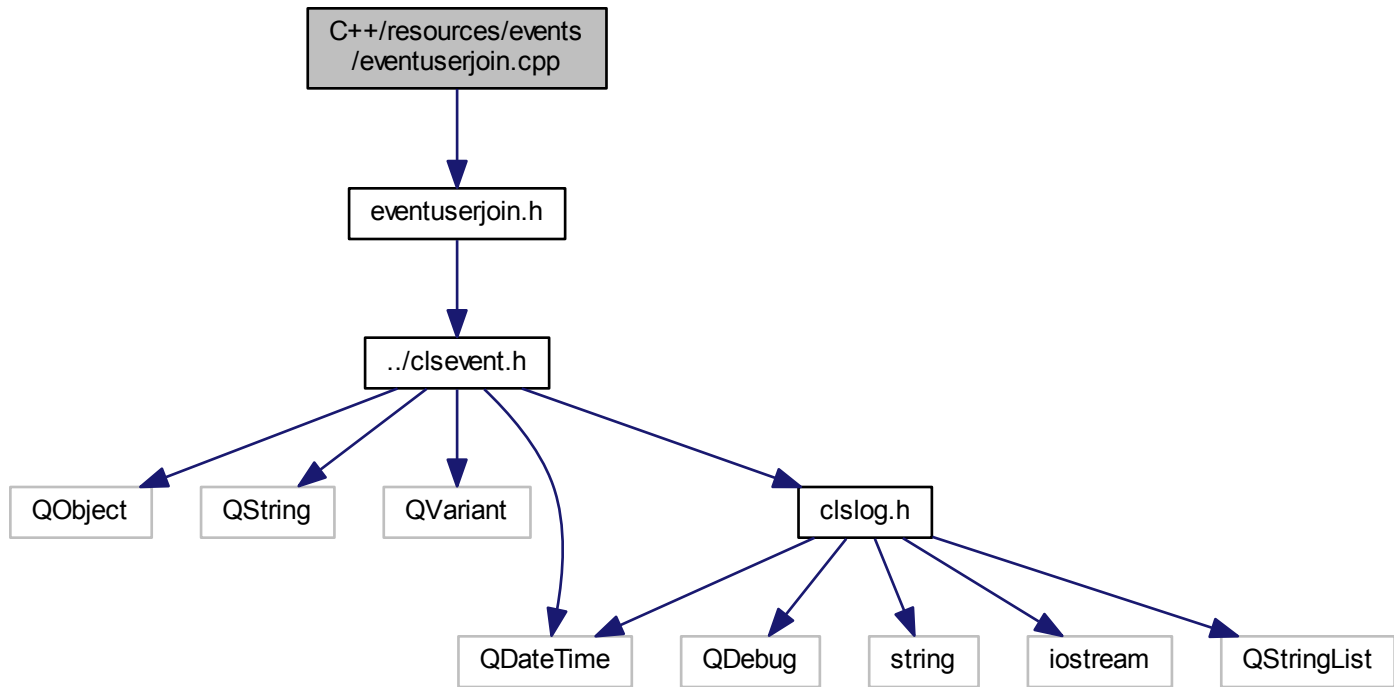 C++/resources/events
/eventuserjoin.cpp
eventuserjoin.h
../clsevent.h
QObject
QString
QVariant
clslog.h
QDateTime
QDebug
string
iostream
QStringList